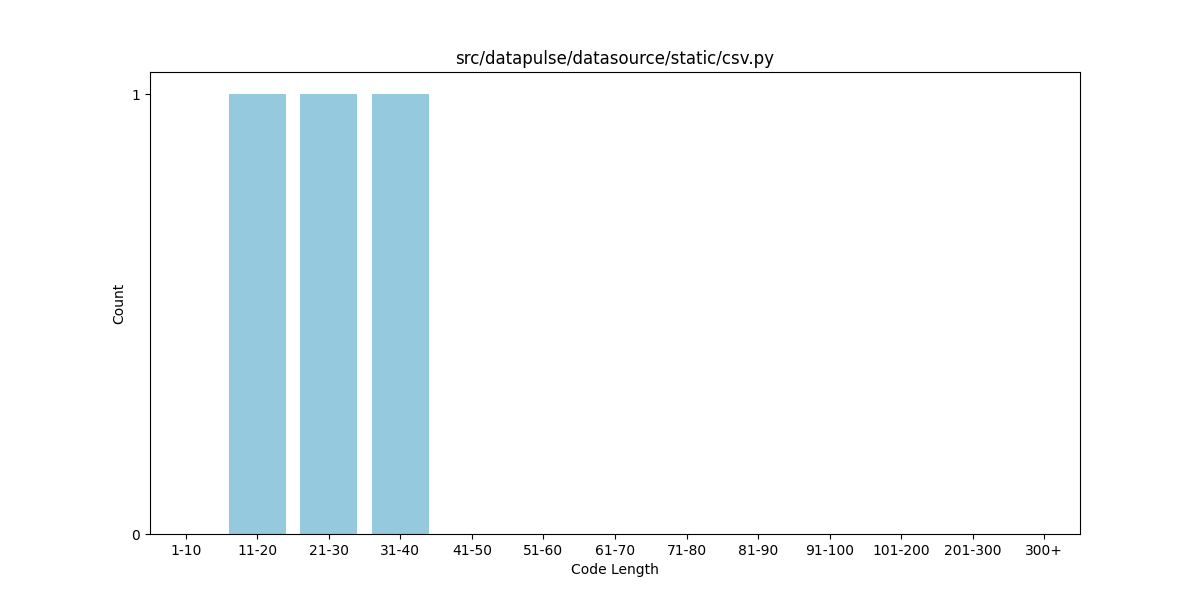 src/datapulse/datasource/static/csv.py
1
Count
0
1-10 11-20 21-30 31-40 41-50 51-60 61-70 71-80 81-90 91-100 101-200 201-300 300+
Code Length